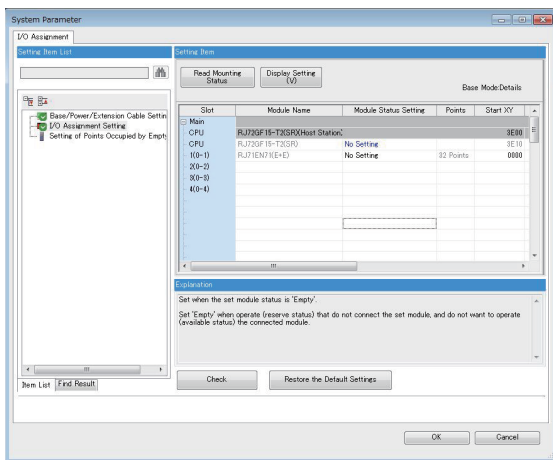 System Parameter
I/O Assignment
Setting Item List
Setting Item
Read Mounting Status
Display Setting (V)
Base Mode:Details
Base/Power/Extension Cable Settin
I/O Assignment Setting
Setting of Points Occupied by Empty
Slot Module Name Module Status Setting Points Start XY
Main
CPU RJ72GF15-T2(SR)(Host Station) 3E00
CPU RJ72GF15-T2(SR) No Setting 3E10
1(0-1) RJ71EN71(E+E) No Setting 32 Points 0000
2(0-2)
3(0-3)
4(0-4)
Explanation
Set when the set module status is 'Empty'.
Set 'Empty' when operate (reserve status) that do not connect the set module, and do not want to operate
(available status) the connected module.
Item List Find Result
Check
Restore the Default Settings
OK
Cancel